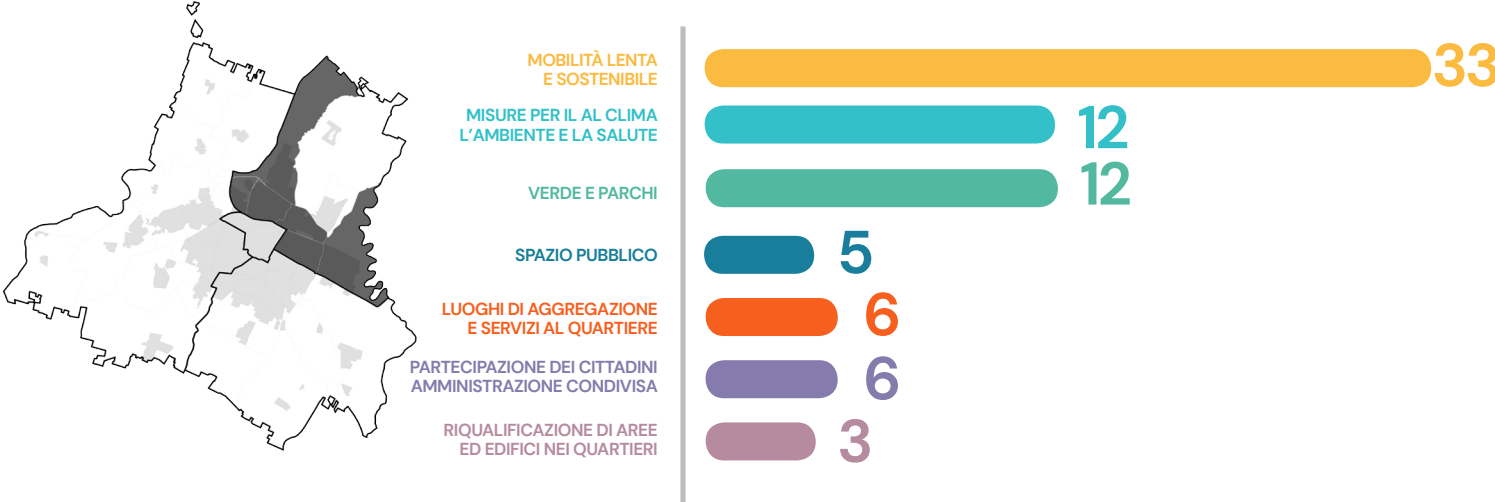 MOBILITÀ LENTA
E SOSTENIBILE
33
MISURE PER IL AL CLIMA
L'AMBIENTE E LA SALUTE
12
VERDE E PARCHI
12
SPAZIO PUBBLICO
5
LUOGHI DI AGGREGAZIONE
E SERVIZI AL QUARTIERE
6
PARTECIPAZIONE DEI CITTADINI
AMMINISTRAZIONE CONDIVISA
6
RIQUALIFICAZIONE DI AREE
ED EDIFICI NEI QUARTIERI
3